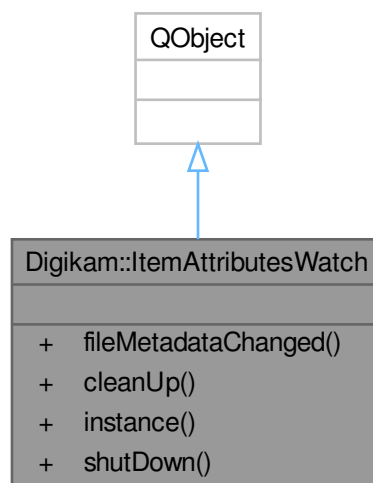 QObject
Digikam::ItemAttributesWatch
+ fileMetadataChanged()
+ cleanUp()
+ instance()
+ shutDown()